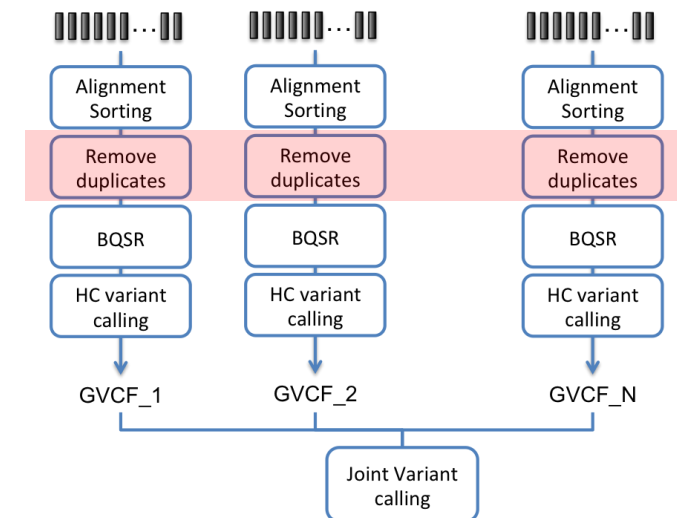 ... ... ...
Alignment
Sorting
Alignment
Sorting
Alignment
Sorting
Remove
duplicates
Remove
duplicates
Remove
duplicates
BQSR
BQSR
BQSR
HC variant
calling
HC variant
calling
HC variant
calling
GVCF_1
GVCF_2
GVCF_N
Joint Variant
calling